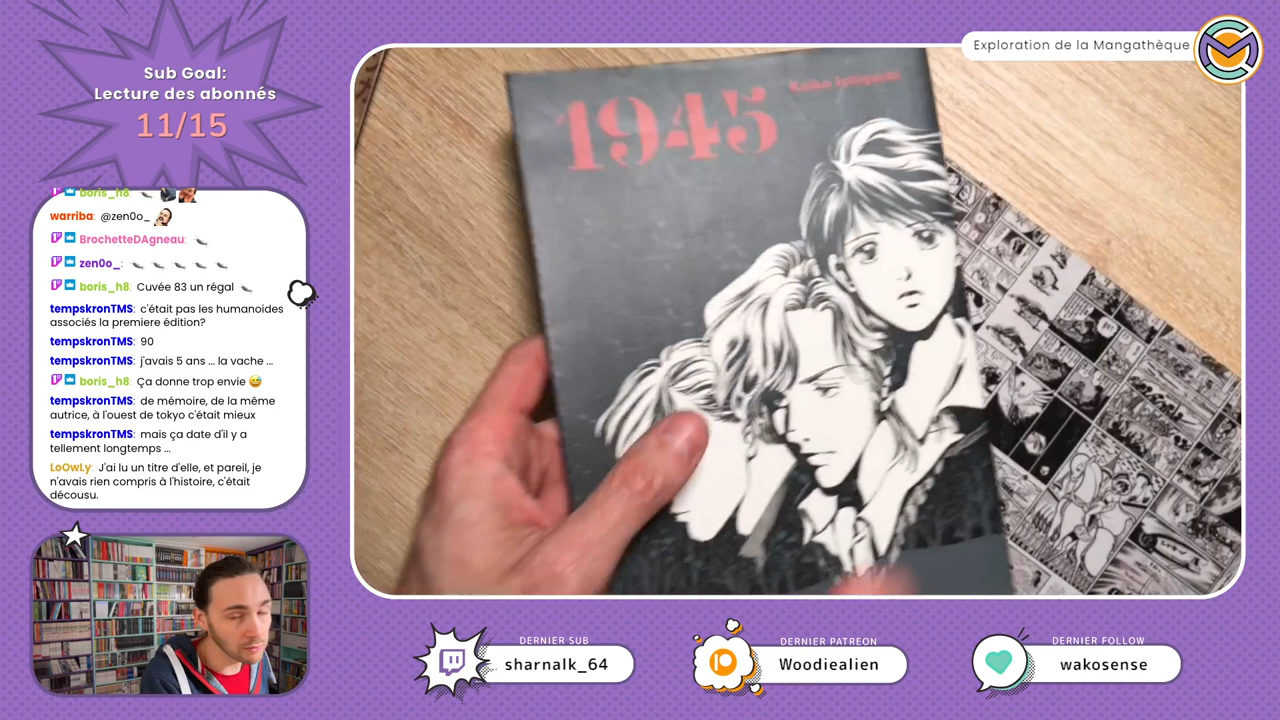 Sub Goal:
Lecture des abonnés
11/15
Exploration de la Mangathèque
boris_h8:
warriba: @zen0o_
BrochetteDAgneau:
zen0o_:
boris_h8: Cuvée 83 un régal
tempskronTMS: c'était pas les humanoides
associés la premiere édition?
tempskronTMS: 90
tempskronTMS: j'avais 5 ans ... la vache ...
boris_h8: Ça donne trop envie 😅
tempskronTMS: de mémoire, de la même
autrice, à l'ouest de tokyo c'était mieux
tempskronTMS: mais ça date d'il y a
tellement longtemps ...
LoOwLy: J'ai lu un titre d'elle, et pareil, je
n'avais rien compris à l'histoire, c'était
décousu.
1945
Keiko Ichiguchi
DERNIER SUB
sharnalk_64
DERNIER PATREON
Woodiealien
DERNIER FOLLOW
wakosense